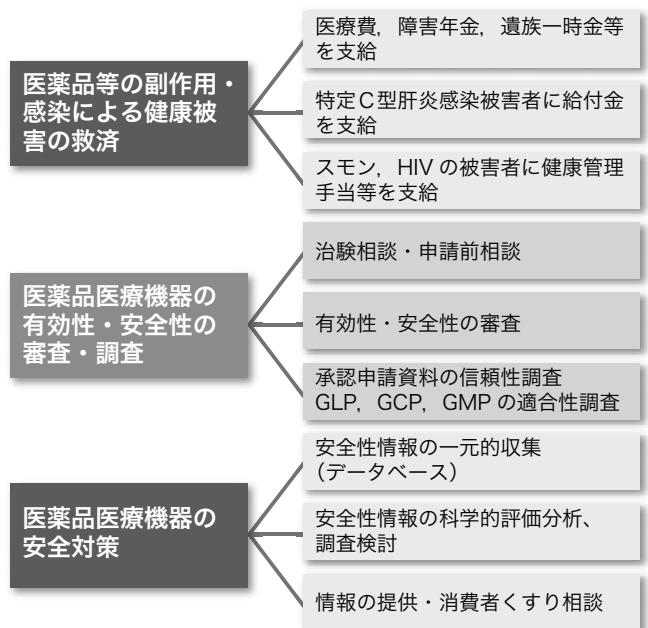 医薬品等の副作用・
感染による健康被
害の救済
医療費，障害年金，遺族一時金等
を支給
特定Ｃ型肝炎感染被害者に給付金
を支給
スモン，HIV の被害者に健康管理
手当等を支給
医薬品医療機器の
有効性・安全性の
審査・調査
治験相談・申請前相談
有効性・安全性の審査
承認申請資料の信頼性調査
GLP，GCP，GMP の適合性調査
医薬品医療機器の
安全対策
安全性情報の一元的収集
（データベース）
安全性情報の科学的評価分析、
調査検討
情報の提供・消費者くすり相談